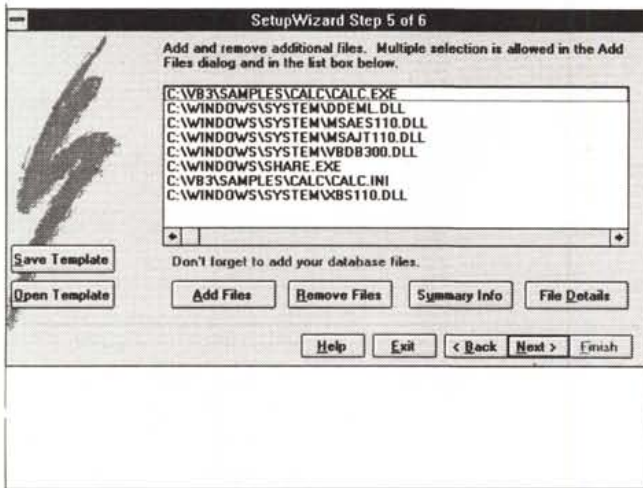 SetupWizard Step 5 of 6
Add and remove additional files. Multiple selection is allowed in the Add
Files dialog and in the list box below.
C:\VB3\SAMPLES\CALC\CALC.EXE
C:\WINDOWS\SYSTEM\DDEML.DLL
C:\WINDOWS\SYSTEM\MSAES110.DLL
C:\WINDOWS\SYSTEM\MSAJT110.DLL
C:\WINDOWS\SYSTEM\VBDB300.DLL
C:\WINDOWS\SHARE.EXE
C:\VB3\SAMPLES\CALC\CALC.INI
C:\WINDOWS\SYSTEM\XBS110.DLL
Save Template
Don't forget to add your database files.
Open Template
Add Files
Remove Files
Summary Info
File Details
Help
Exit
< Back
Next >
Finish